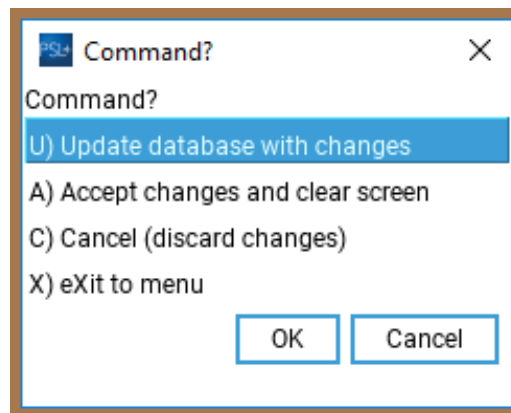 PSL+ Command?
Command?
U) Update database with changes
A) Accept changes and clear screen
C) Cancel (discard changes)
X) eXit to menu
OK Cancel